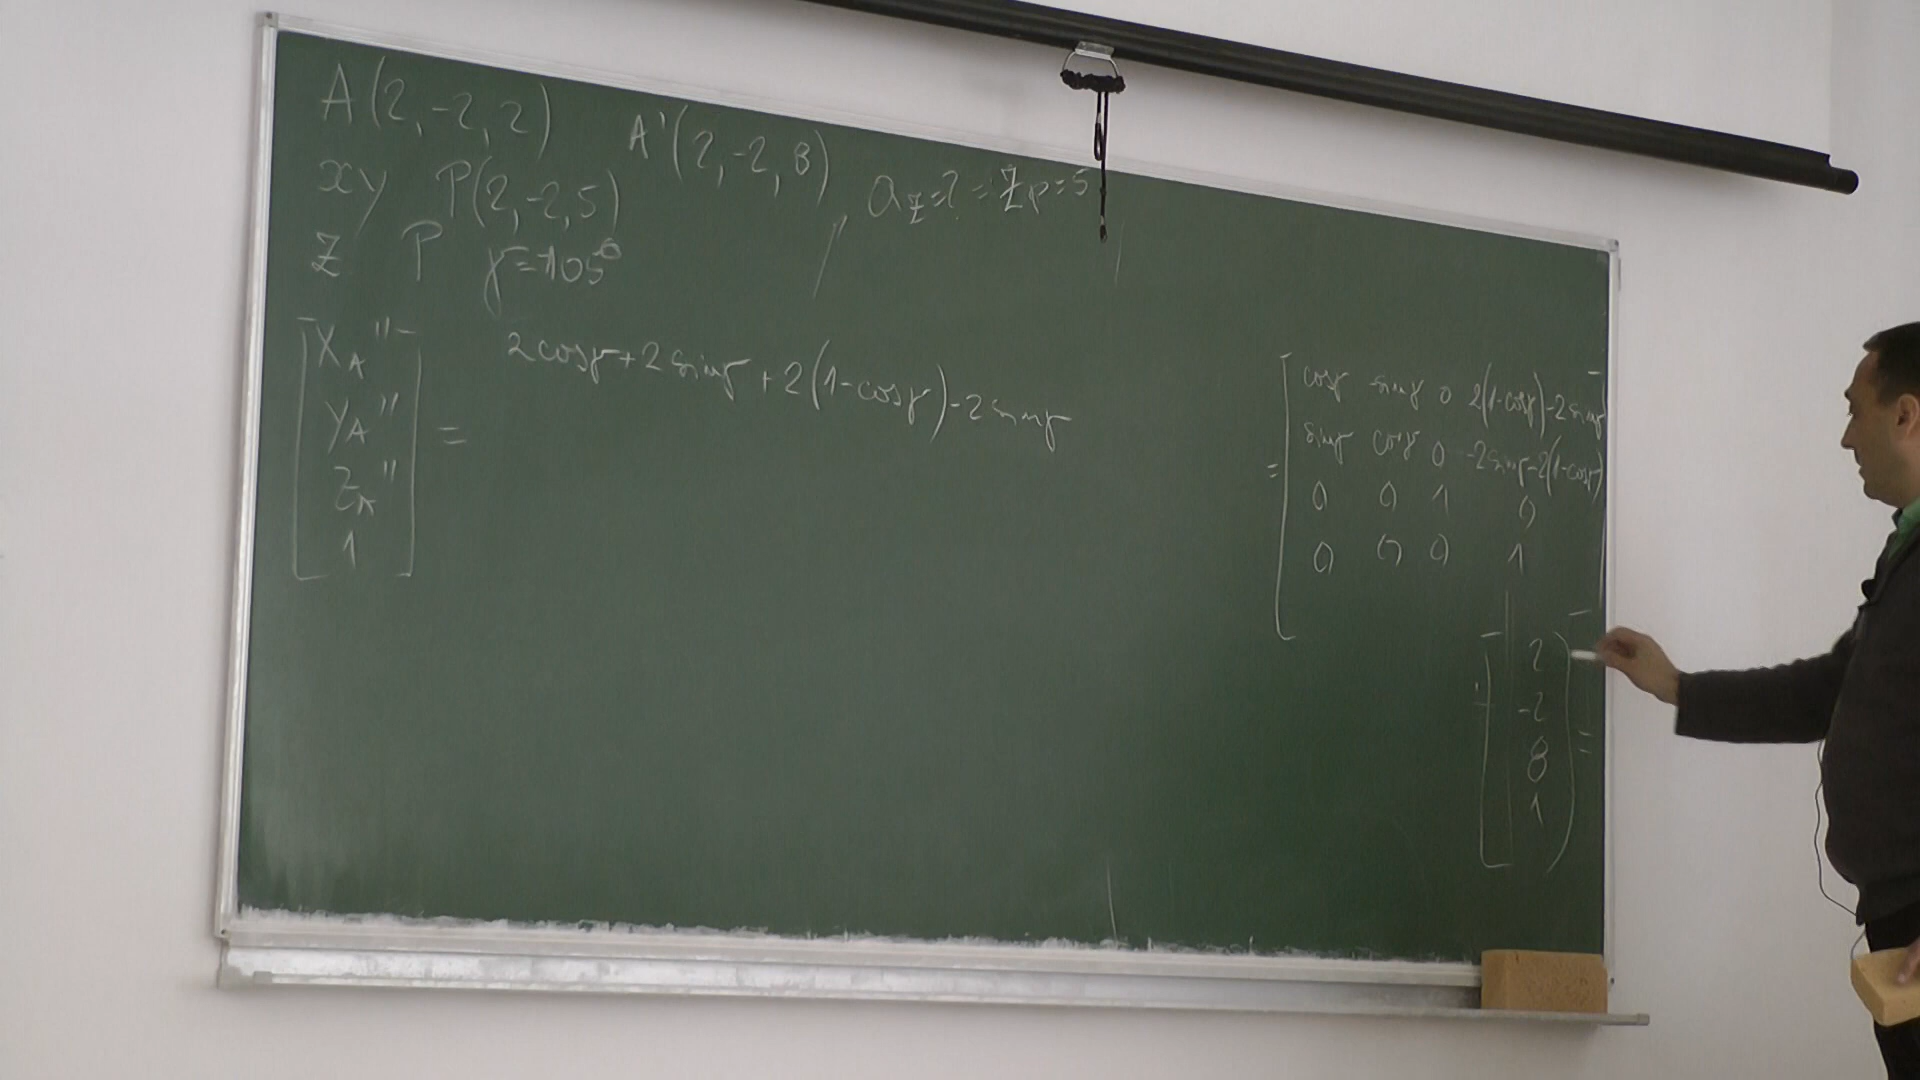 A(2,-2,2) A'(2,-2,8)
xy P(2,-2,5) a_z=?=z_P=5
z P γ=105°
x_A''
y_A'' =
z_A''
1
2cosγ+2sinγ+2(1-cosγ)-2sinγ
cosγ -sinγ 0 2(1-cosγ)-2sinγ
= sinγ cosγ 0 -2sinγ-2(1-cosγ)
0 0 1 0
0 0 0 1
2
-2
8 =
1